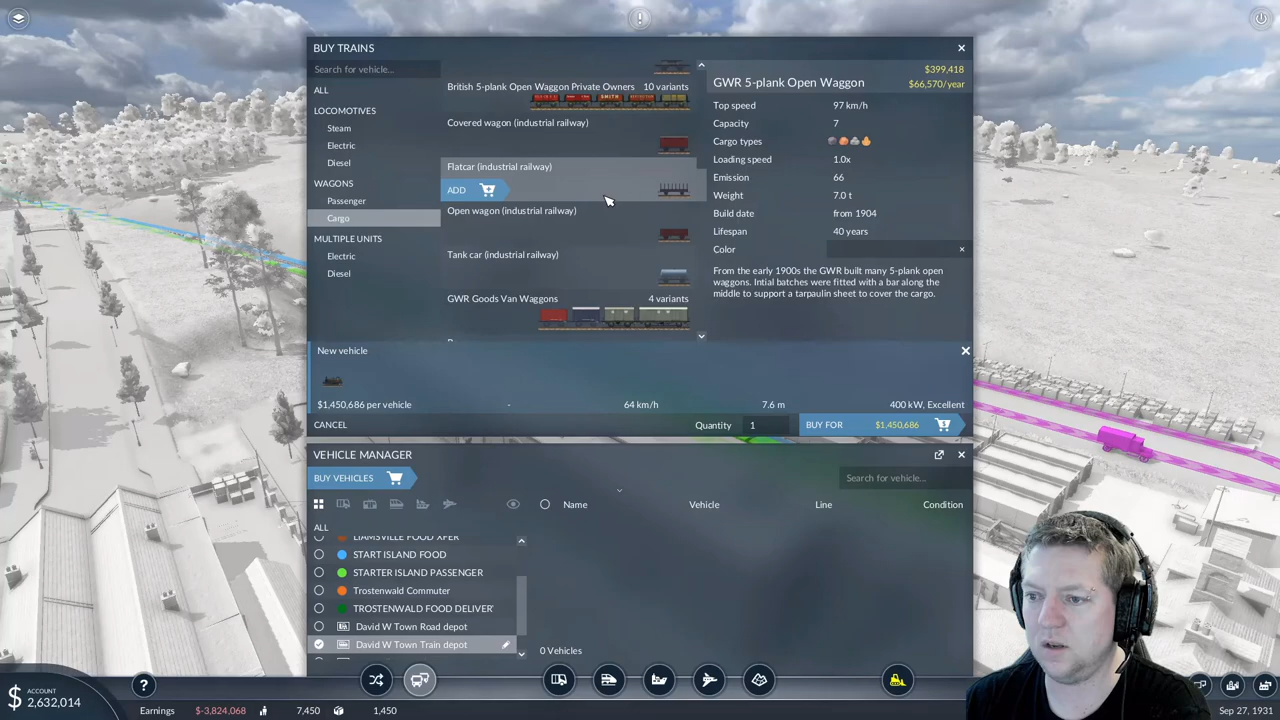 BUY TRAINS
Search for vehicle...
ALL
LOCOMOTIVES
Steam
Electric
Diesel
WAGONS
Passenger
Cargo
MULTIPLE UNITS
Electric
Diesel
British 5-plank Open Waggon Private Owners 10 variants
Covered wagon (industrial railway)
Flatcar (industrial railway)
ADD
Open wagon (industrial railway)
Tank car (industrial railway)
GWR Goods Van Waggons 4 variants
$399,418
GWR 5-plank Open Waggon $66,570/year
Top speed 97 km/h
Capacity 7
Cargo types
Loading speed 1.0x
Emission 66
Weight 7.0 t
Build date from 1904
Lifespan 40 years
Color
From the early 1900s the GWR built many 5-plank open
waggons. Intial batches were fitted with a bar along the
middle to support a tarpaulin sheet to cover the cargo.
New vehicle
$1,450,686 per vehicle - 64 km/h 7.6 m 400 kW, Excellent
CANCEL Quantity 1 BUY FOR $1,450,686
VEHICLE MANAGER
BUY VEHICLES Search for vehicle...
Name Vehicle Line Condition
ALL
LIAMSVILLE FOOD XFER
START ISLAND FOOD
STARTER ISLAND PASSENGER
Trostenwald Commuter
TROSTENWALD FOOD DELIVER
David W Town Road depot
David W Town Train depot
0 Vehicles
$ ACCOUNT
2,632,014
Earnings $-3,824,068 7,450 1,450
Sep 27, 1931